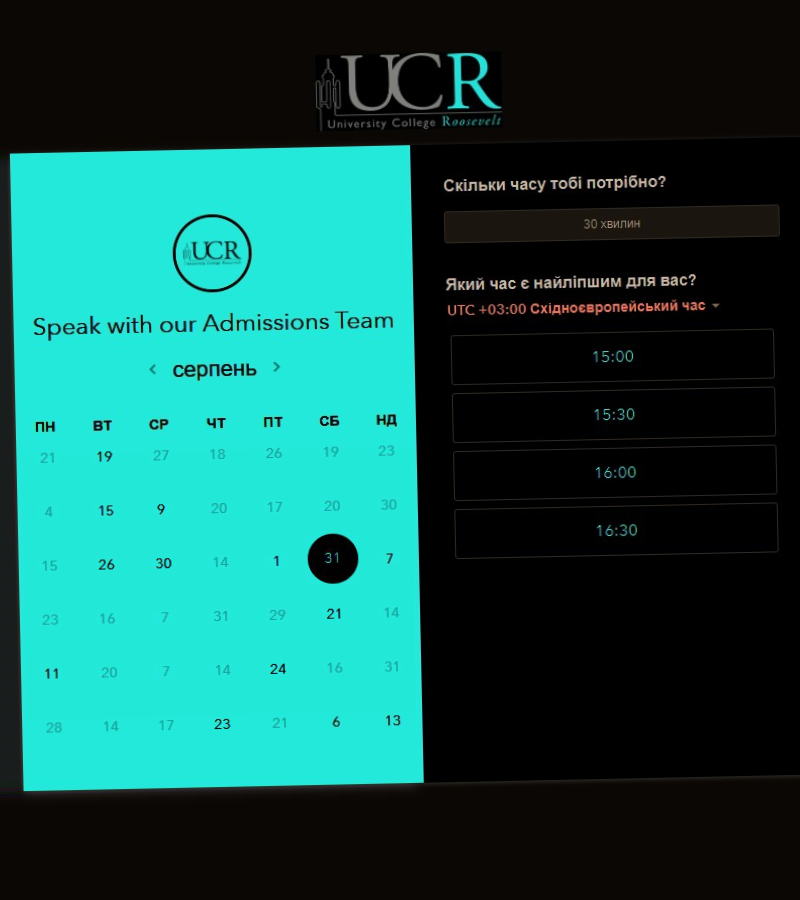 UCR
University College Roosevelt
UCR
University College Roosevelt
Speak with our Admissions Team
серпень
ПН ВТ СР ЧТ ПТ СБ НД
21 19 27 18 26 19 23
4 15 9 20 17 20 30
15 26 30 14 1 31 7
23 16 7 31 29 21 14
11 20 7 14 24 16 31
28 14 17 23 21 6 13
Скільки часу тобі потрібно?
30 хвилин
Який час є найліпшим для вас?
UTC +03:00 Східноєвропейський час
15:00
15:30
16:00
16:30